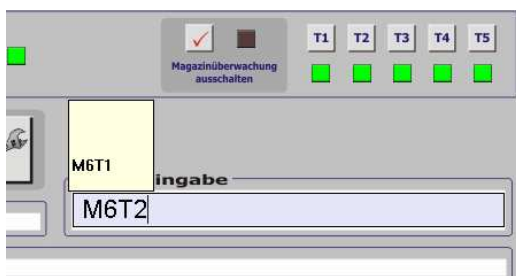 T1 T2 T3 T4 T5
Magazinüberwachung
ausschalten
M6T1
ingabe
M6T2